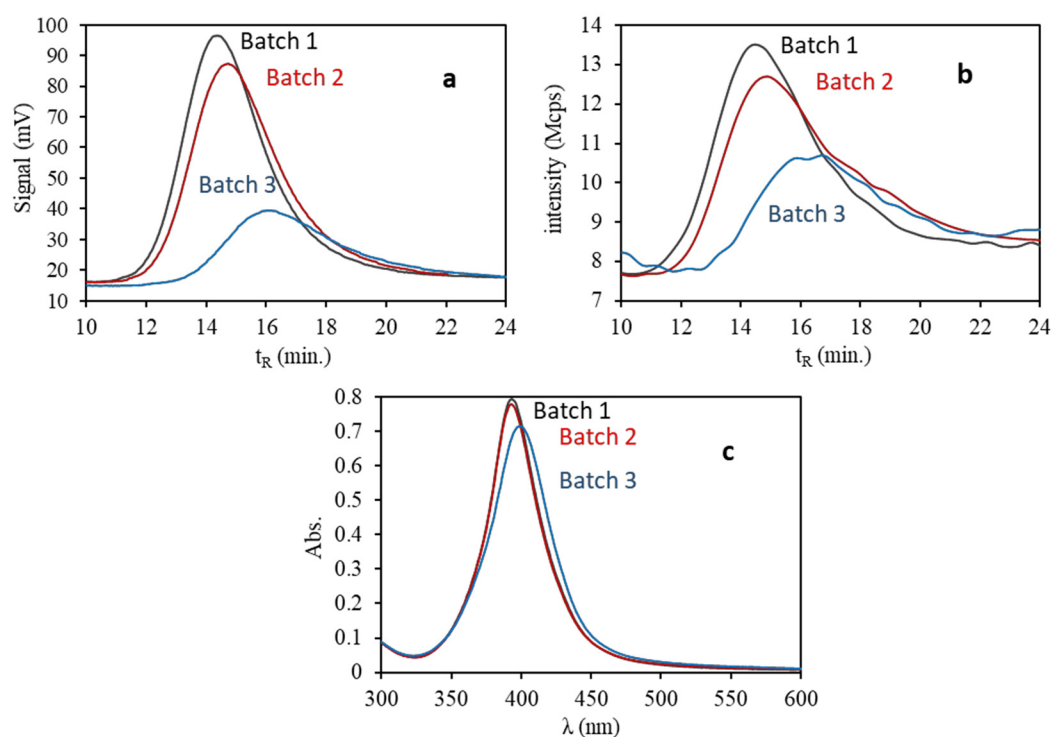 100
90
80
70
60
50
40
30
20
10
Signal (mV)
Batch 1
Batch 2
Batch 3
a
10 12 14 16 18 20 22 24
tR (min.)
14
13
12
11
10
9
8
7
intensity (Mcps)
Batch 1
Batch 2
Batch 3
b
10 12 14 16 18 20 22 24
tR (min.)
0.8
0.7
0.6
0.5
0.4
0.3
0.2
0.1
0
Abs.
Batch 1
Batch 2
Batch 3
c
300 350 400 450 500 550 600
λ (nm)